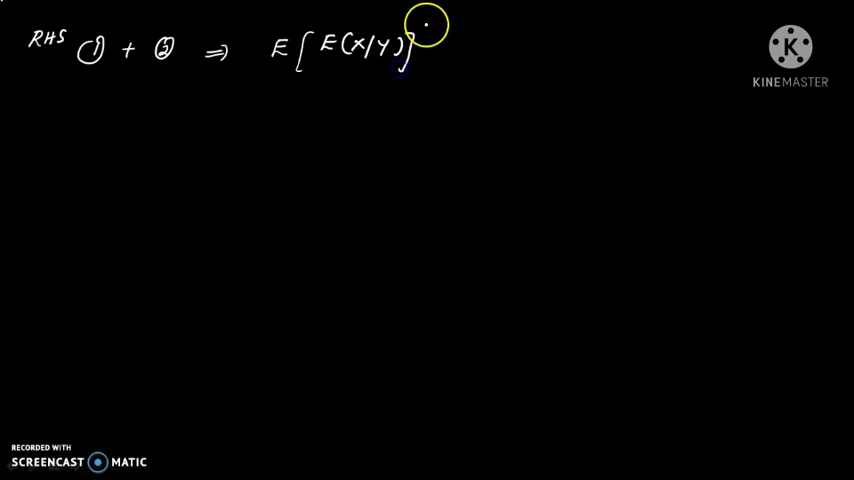 RHS ① + ② ⇒ E[E(X/Y)]
KINEMASTER
RECORDED WITH
SCREENCAST MATIC